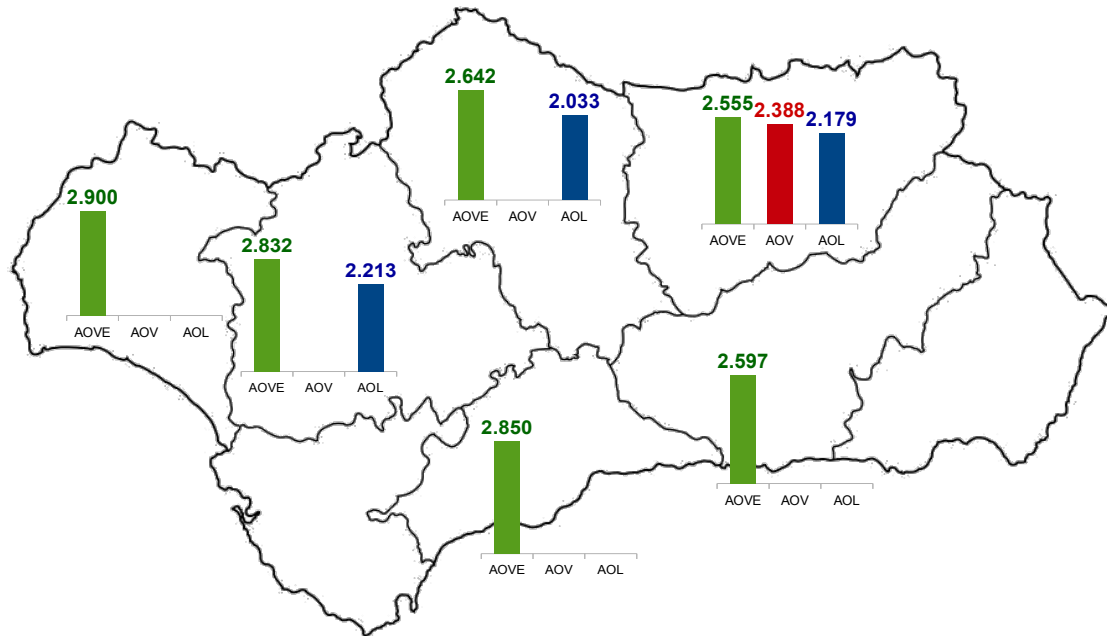 2.642
2.033
AOVE AOV AOL
2.555
2.388
2.179
AOVE AOV AOL
2.900
AOVE AOV AOL
2.832
2.213
AOVE AOV AOL
2.597
AOVE AOV AOL
2.850
AOVE AOV AOL